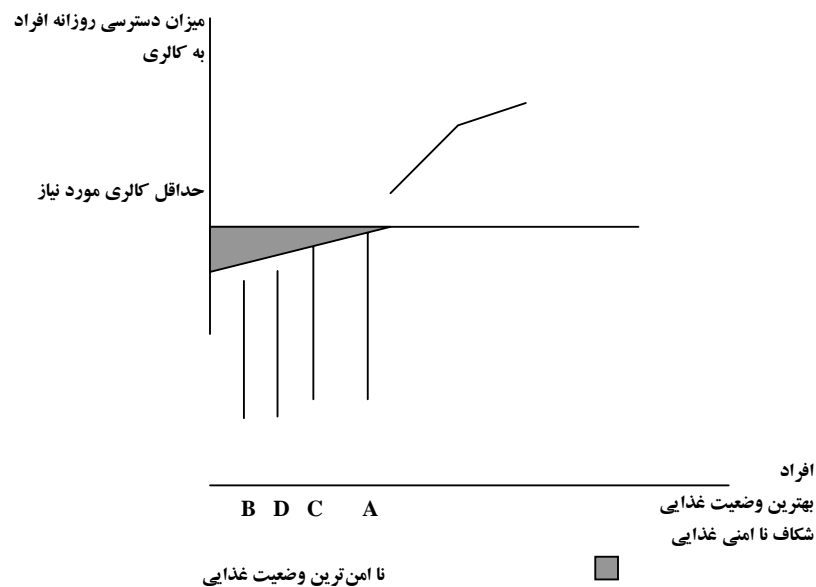 میزان دسترسی روزانه افراد
به کالری
حداقل کالری مورد نیاز
افراد
B D C A
بهترین وضعیت غذایی
شکاف نا امنی غذایی
نا امن‌ترین وضعیت غذایی